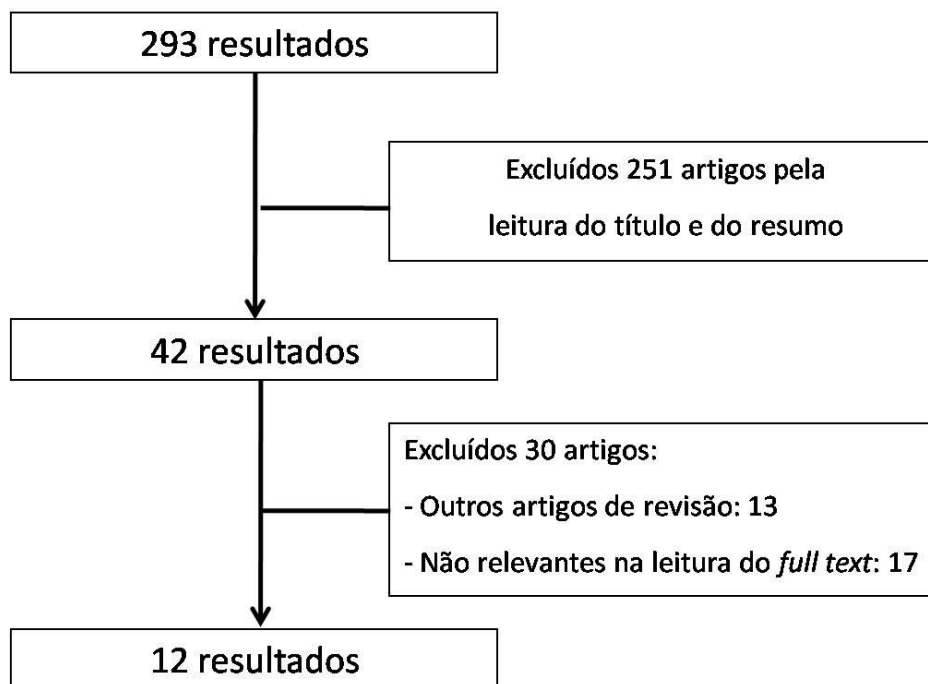 293 resultados
Excluídos 251 artigos pela
leitura do título e do resumo
42 resultados
Excluídos 30 artigos:
- Outros artigos de revisão: 13
- Não relevantes na leitura do full text: 17
12 resultados